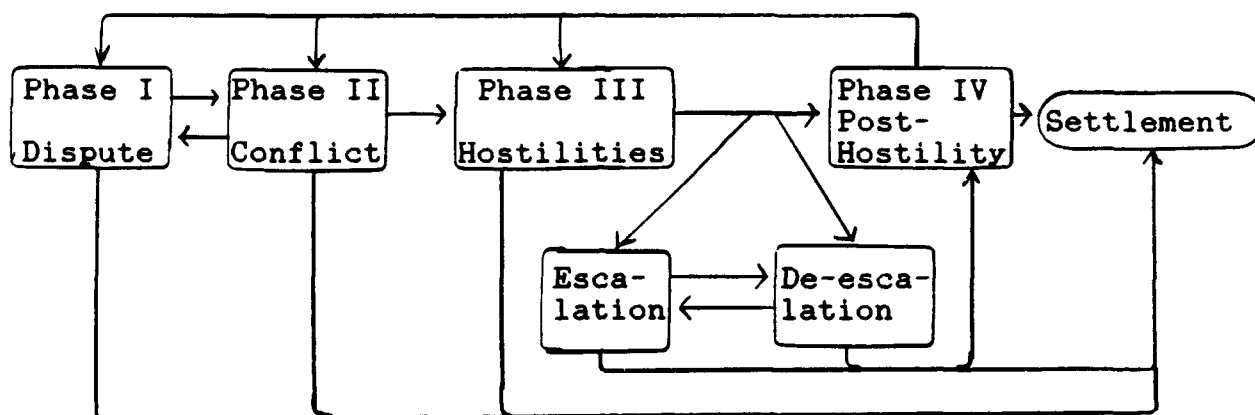 Phase I
Dispute
Phase II
Conflict
Phase III
Hostilities
Phase IV
Post-
Hostility
Settlement
Esca-
lation
De-esca-
lation